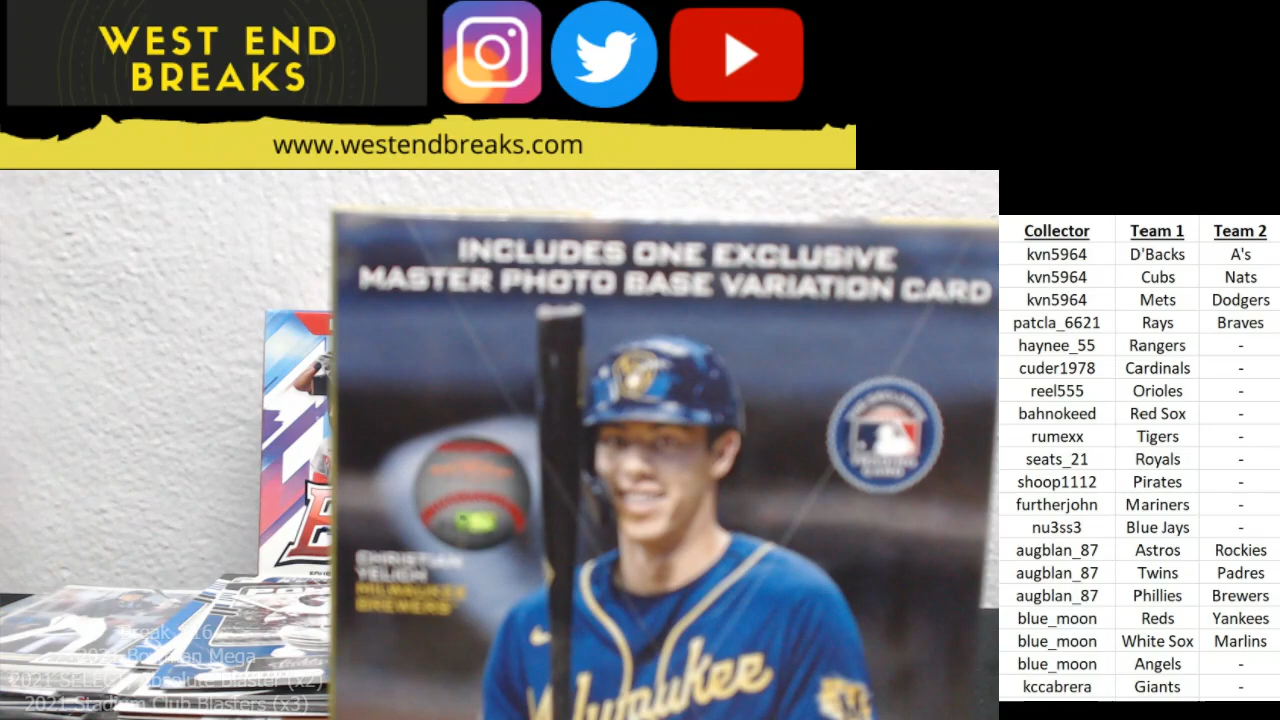 WEST END
BREAKS
www.westendbreaks.com
INCLUDES ONE EXCLUSIVE
MASTER PHOTO BASE VARIATION CARD
CHRISTIAN
YELICH
MILWAUKEE
BREWERS
Milwaukee
Break 16
2021 Bowman Mega
2021 SELECT Absolute Blaster (x2)
2021 Stadium Club Blasters (x3)
Collector Team 1 Team 2
kvn5964 D'Backs A's
kvn5964 Cubs Nats
kvn5964 Mets Dodgers
patcla_6621 Rays Braves
haynee_55 Rangers -
cuder1978 Cardinals -
reel555 Orioles -
bahnokeed Red Sox -
rumexx Tigers -
seats_21 Royals -
shoop1112 Pirates -
furtherjohn Mariners -
nu3ss3 Blue Jays -
augblan_87 Astros Rockies
augblan_87 Twins Padres
augblan_87 Phillies Brewers
blue_moon Reds Yankees
blue_moon White Sox Marlins
blue_moon Angels -
kccabrera Giants -